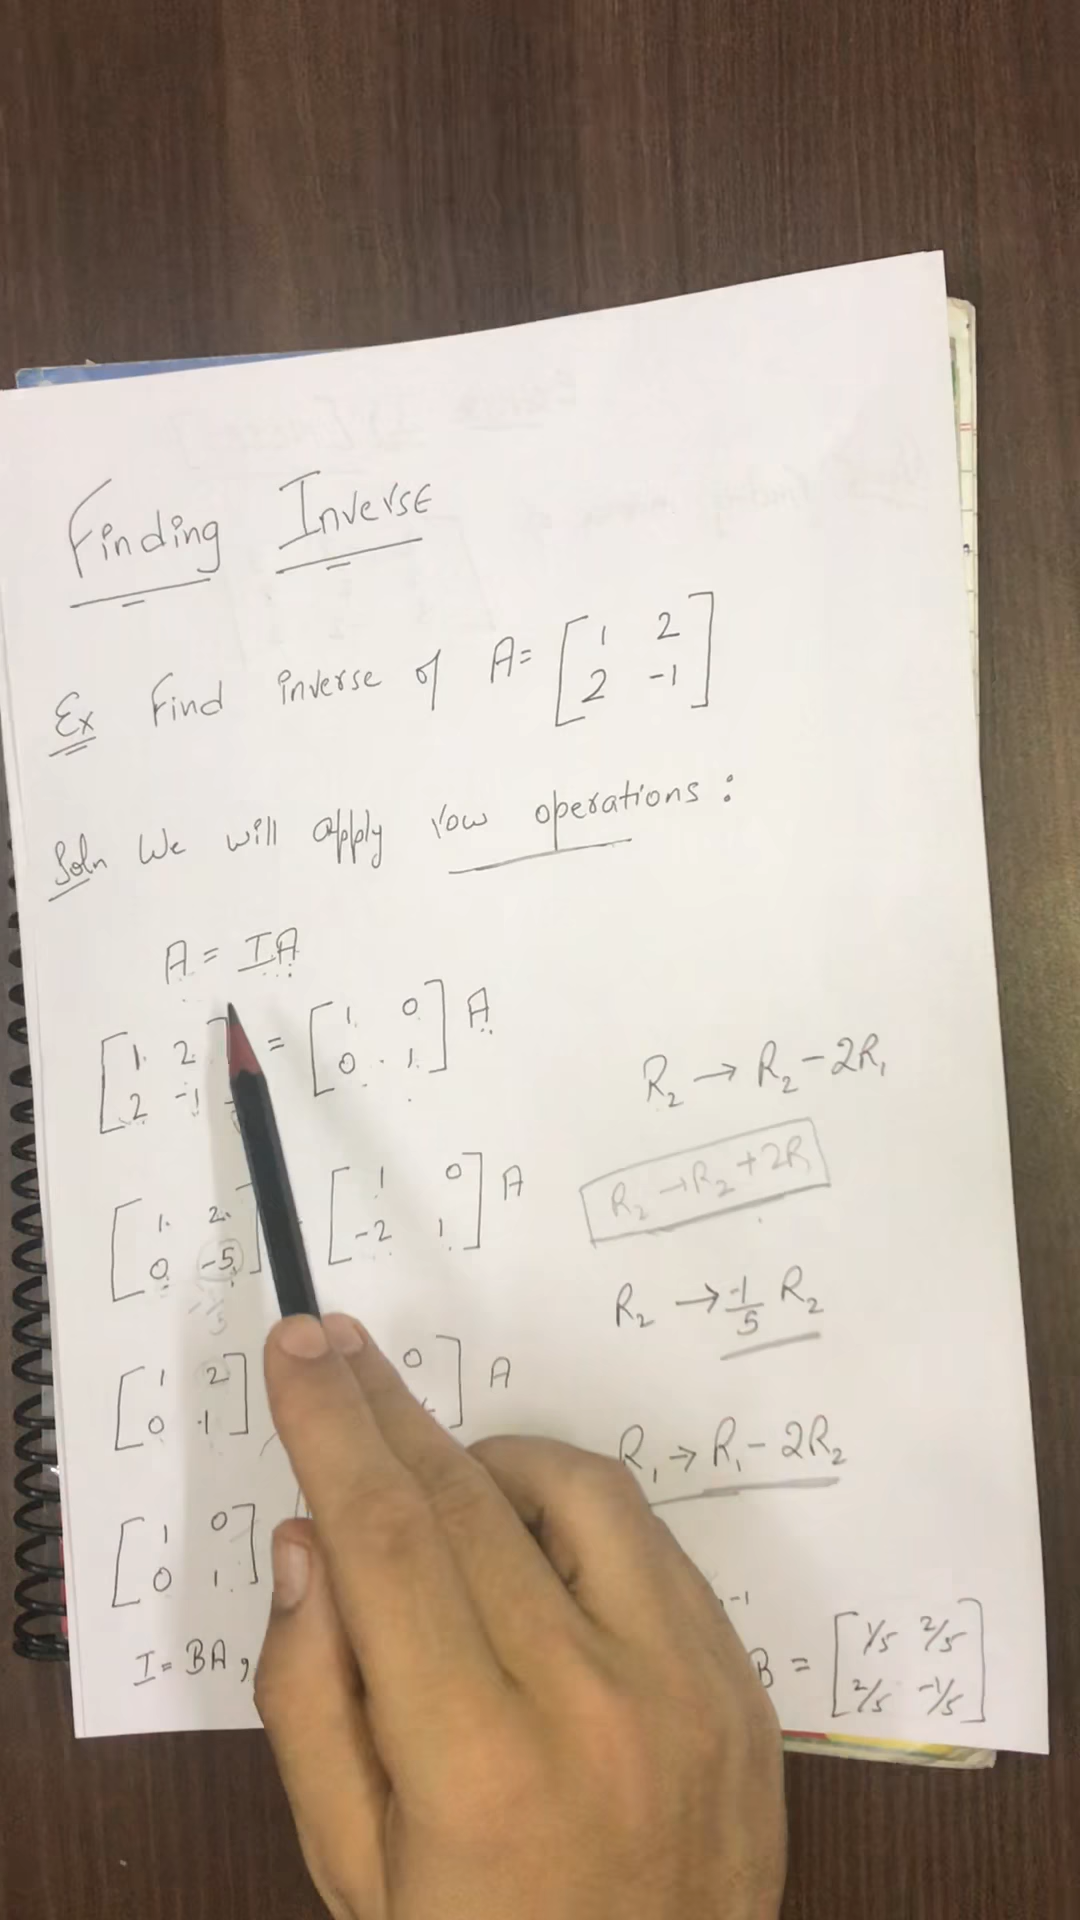 Finding Inverse
Ex Find inverse of A= [1 2
2 -1]
Soln We will apply row operations:
A = IA
[1 2
2 -1] = [1 0
0 1] A
R₂ → R₂ - 2R₁
[1 2
0 -5] [1 0
-2 1] A
R₂ → R₂ + 2R₁
R₂ → -1/5 R₂
[1 2
0 1] 0] A
R₁ → R₁ - 2R₂
[1 0
0 1]
I = BA, B = [1/5 2/5
2/5 -1/5]